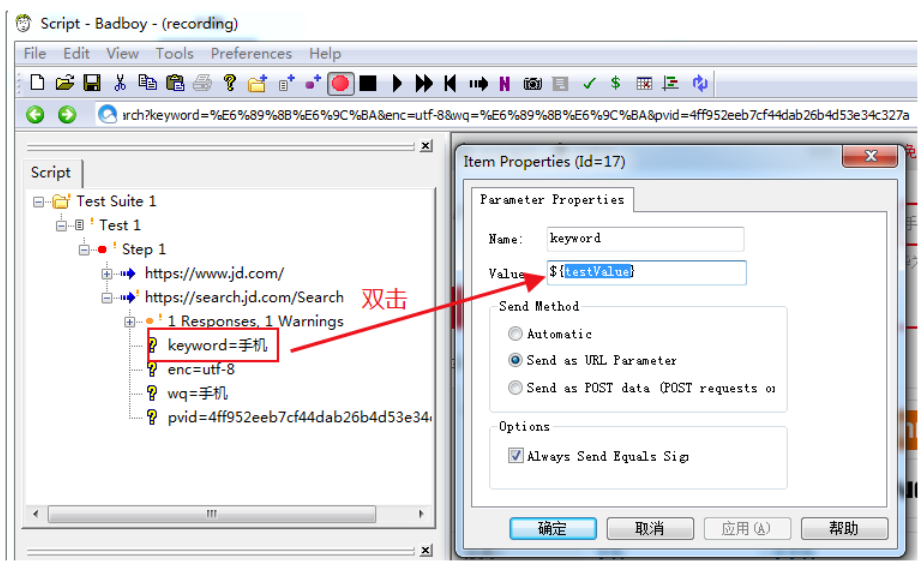 Script - Badboy - (recording)
File Edit View Tools Preferences Help
arch?keyword=%E6%89%8B%E6%9C%BA&enc=utf-8&wq=%E6%89%8B%E6%9C%BA&pvid=4ff952eeb7cf44dab26b4d53e34c327a
Script
Test Suite 1
Test 1
Step 1
https://www.jd.com/
https://search.jd.com/Search
1 Responses, 1 Warnings
keyword=手机
enc=utf-8
wq=手机
pvid=4ff952eeb7cf44dab26b4d53e34
双击
Item Properties (Id=17)
Parameter Properties
Name: keyword
Value ${testValue}
Send Method
Automatic
Send as URL Parameter
Send as POST data (POST requests o
Options
Always Send Equals Sig
确定 取消 应用(A) 帮助